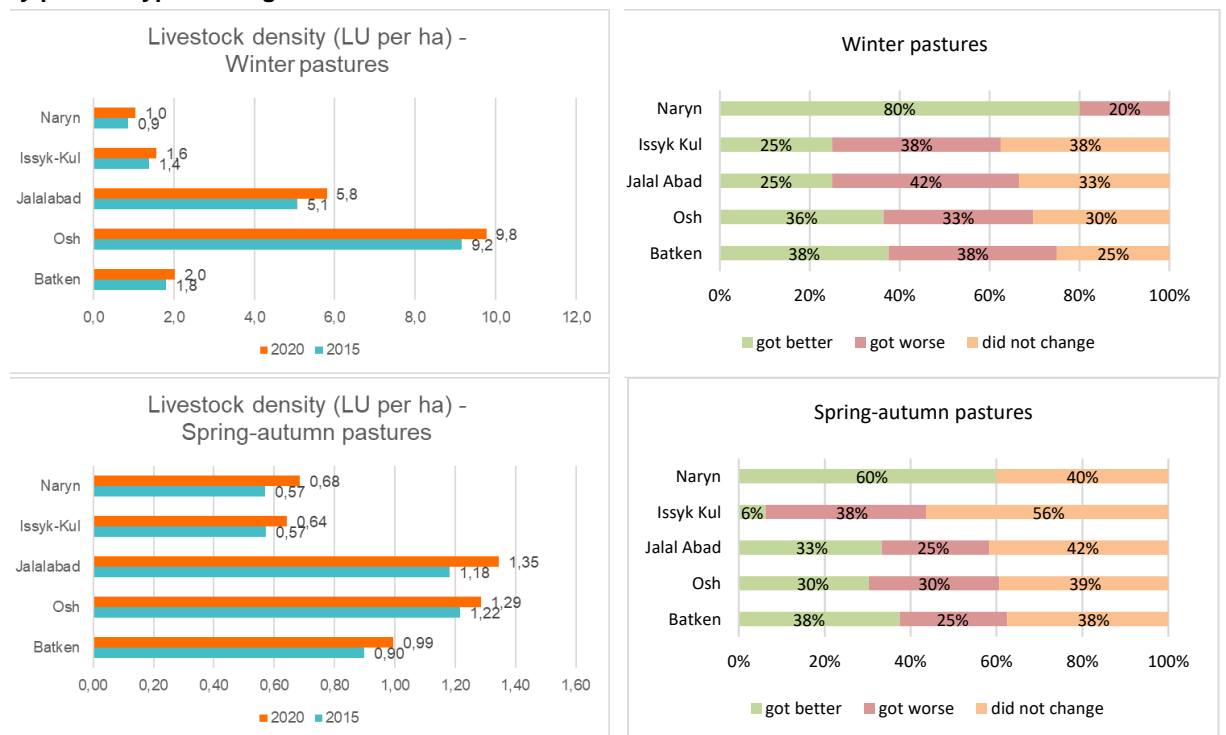 Livestock density (LU per ha) -
Winter pastures
Naryn
1,0
0,9
Issyk-Kul
1,6
1,4
Jalalabad
5,8
5,1
Osh
9,8
9,2
Batken
2,0
1,8
0,0 2,0 4,0 6,0 8,0 10,0 12,0
2020 2015
Winter pastures
Naryn 80% 20%
Issyk Kul 25% 38% 38%
Jalal Abad 25% 42% 33%
Osh 36% 33% 30%
Batken 38% 38% 25%
0% 20% 40% 60% 80% 100%
got better got worse did not change
Livestock density (LU per ha) -
Spring-autumn pastures
Naryn
0,68
0,57
Issyk-Kul
0,64
0,57
Jalalabad
1,35
1,18
Osh
1,29
1,22
Batken
0,99
0,90
0,00 0,20 0,40 0,60 0,80 1,00 1,20 1,40 1,60
2020 2015
Spring-autumn pastures
Naryn 60% 40%
Issyk Kul 6% 38% 56%
Jalal Abad 33% 25% 42%
Osh 30% 30% 39%
Batken 38% 25% 38%
0% 20% 40% 60% 80% 100%
got better got worse did not change